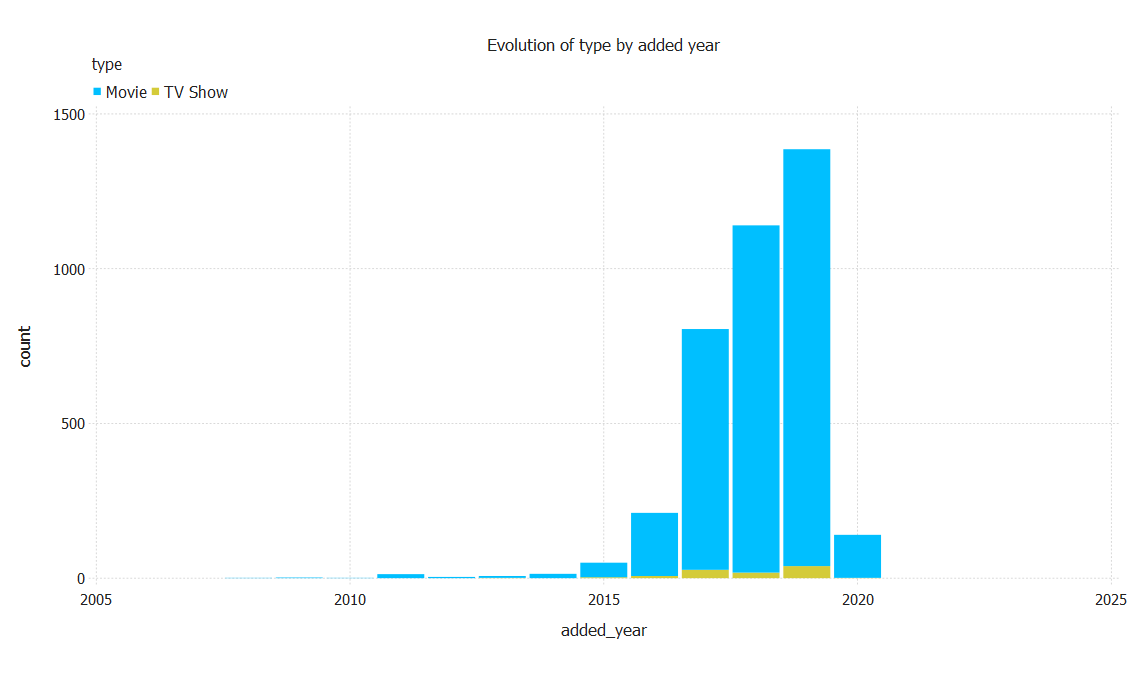 Evolution of type by added year
type
Movie TV Show
1500
1000
500
0
count
2005 2010 2015 2020 2025
added_year